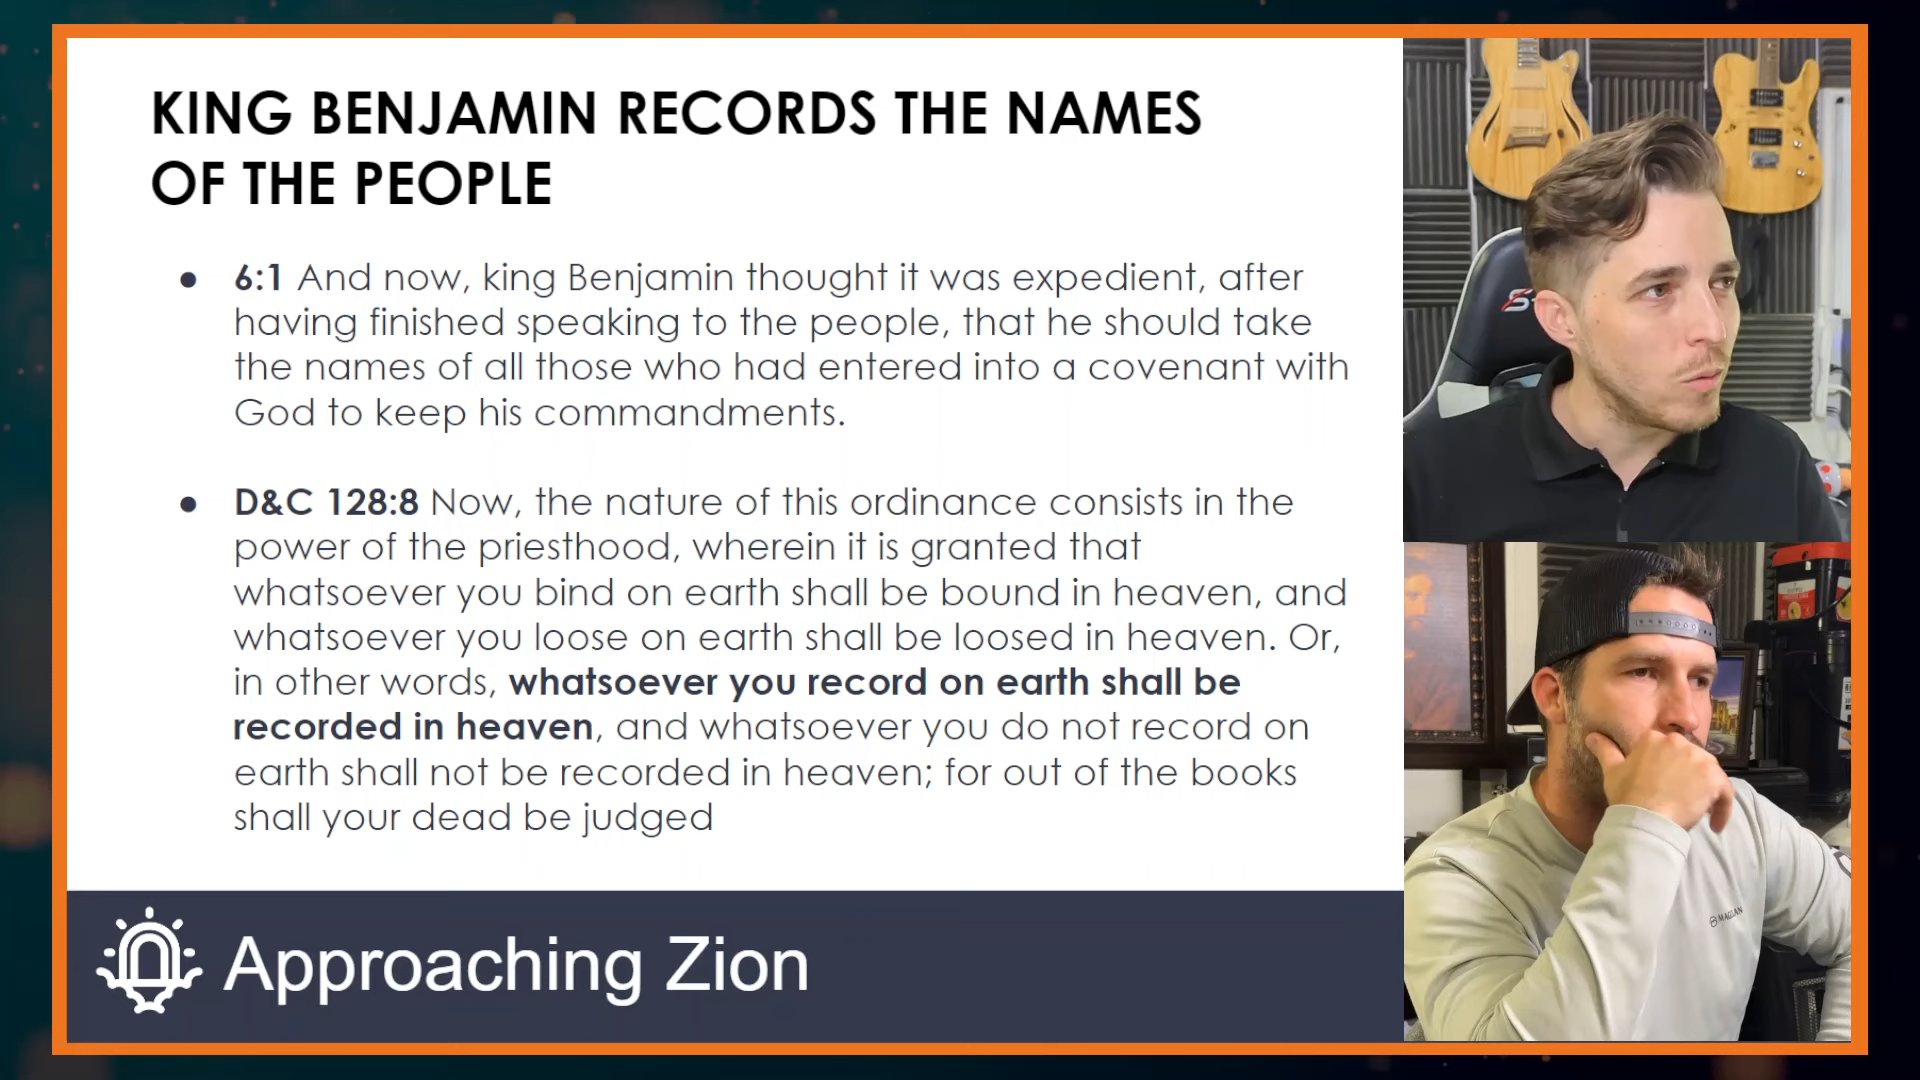 KING BENJAMIN RECORDS THE NAMES
OF THE PEOPLE
● 6:1 And now, king Benjamin thought it was expedient, after
having finished speaking to the people, that he should take
the names of all those who had entered into a covenant with
God to keep his commandments.
● D&C 128:8 Now, the nature of this ordinance consists in the
power of the priesthood, wherein it is granted that
whatsoever you bind on earth shall be bound in heaven, and
whatsoever you loose on earth shall be loosed in heaven. Or,
in other words, whatsoever you record on earth shall be
recorded in heaven, and whatsoever you do not record on
earth shall not be recorded in heaven; for out of the books
shall your dead be judged
Approaching Zion